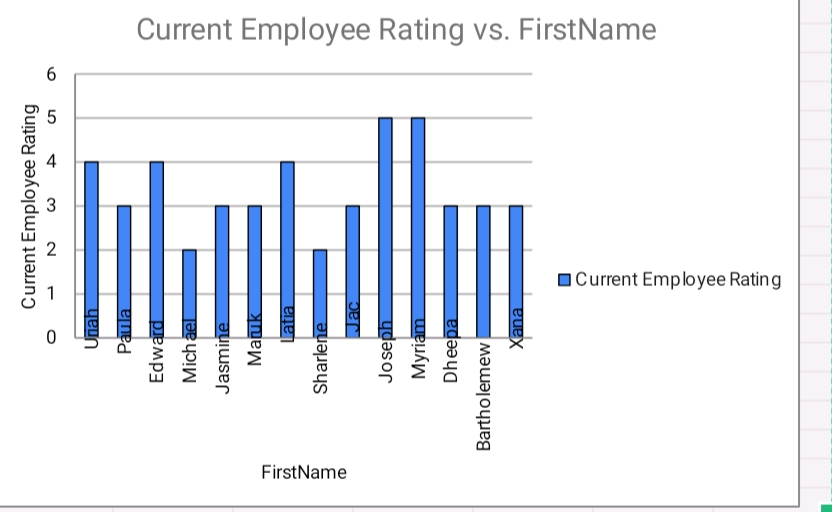 Current Employee Rating vs. FirstName
6
5
4
3
2
1
0
Current Employee Rating
Uriah
Paula
Edward
Michael
Jasmine
Maruk
Latia
Sharlene
Jac
Joseph
Myriam
Dheepa
Bartholemew
Xana
FirstName
Current Employee Rating